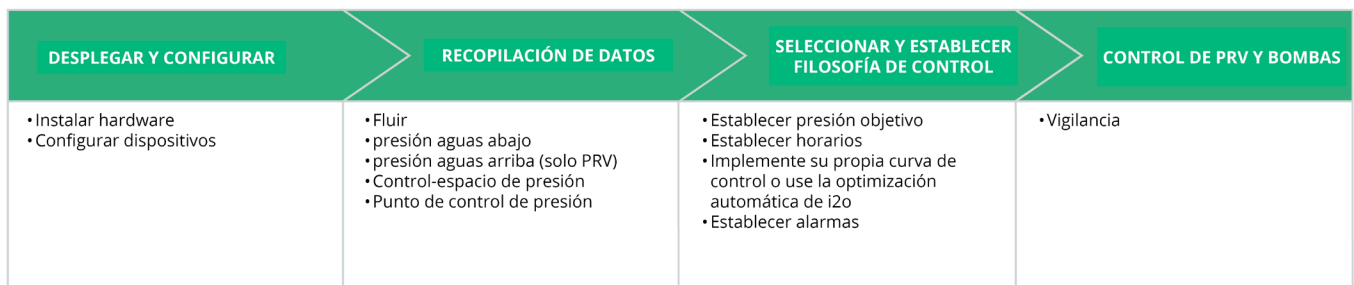 DESPLEGAR Y CONFIGURAR
•Instalar hardware
•Configurar dispositivos
RECOPILACIÓN DE DATOS
•Fluir
•presión aguas abajo
•presión aguas arriba (solo PRV)
•Control-espacio de presión
•Punto de control de presión
SELECCIONAR Y ESTABLECER
FILOSOFÍA DE CONTROL
•Establecer presión objetivo
•Establecer horarios
•Implemente su propia curva de
control o use la optimización
automática de i2o
•Establecer alarmas
CONTROL DE PRV Y BOMBAS
•Vigilancia